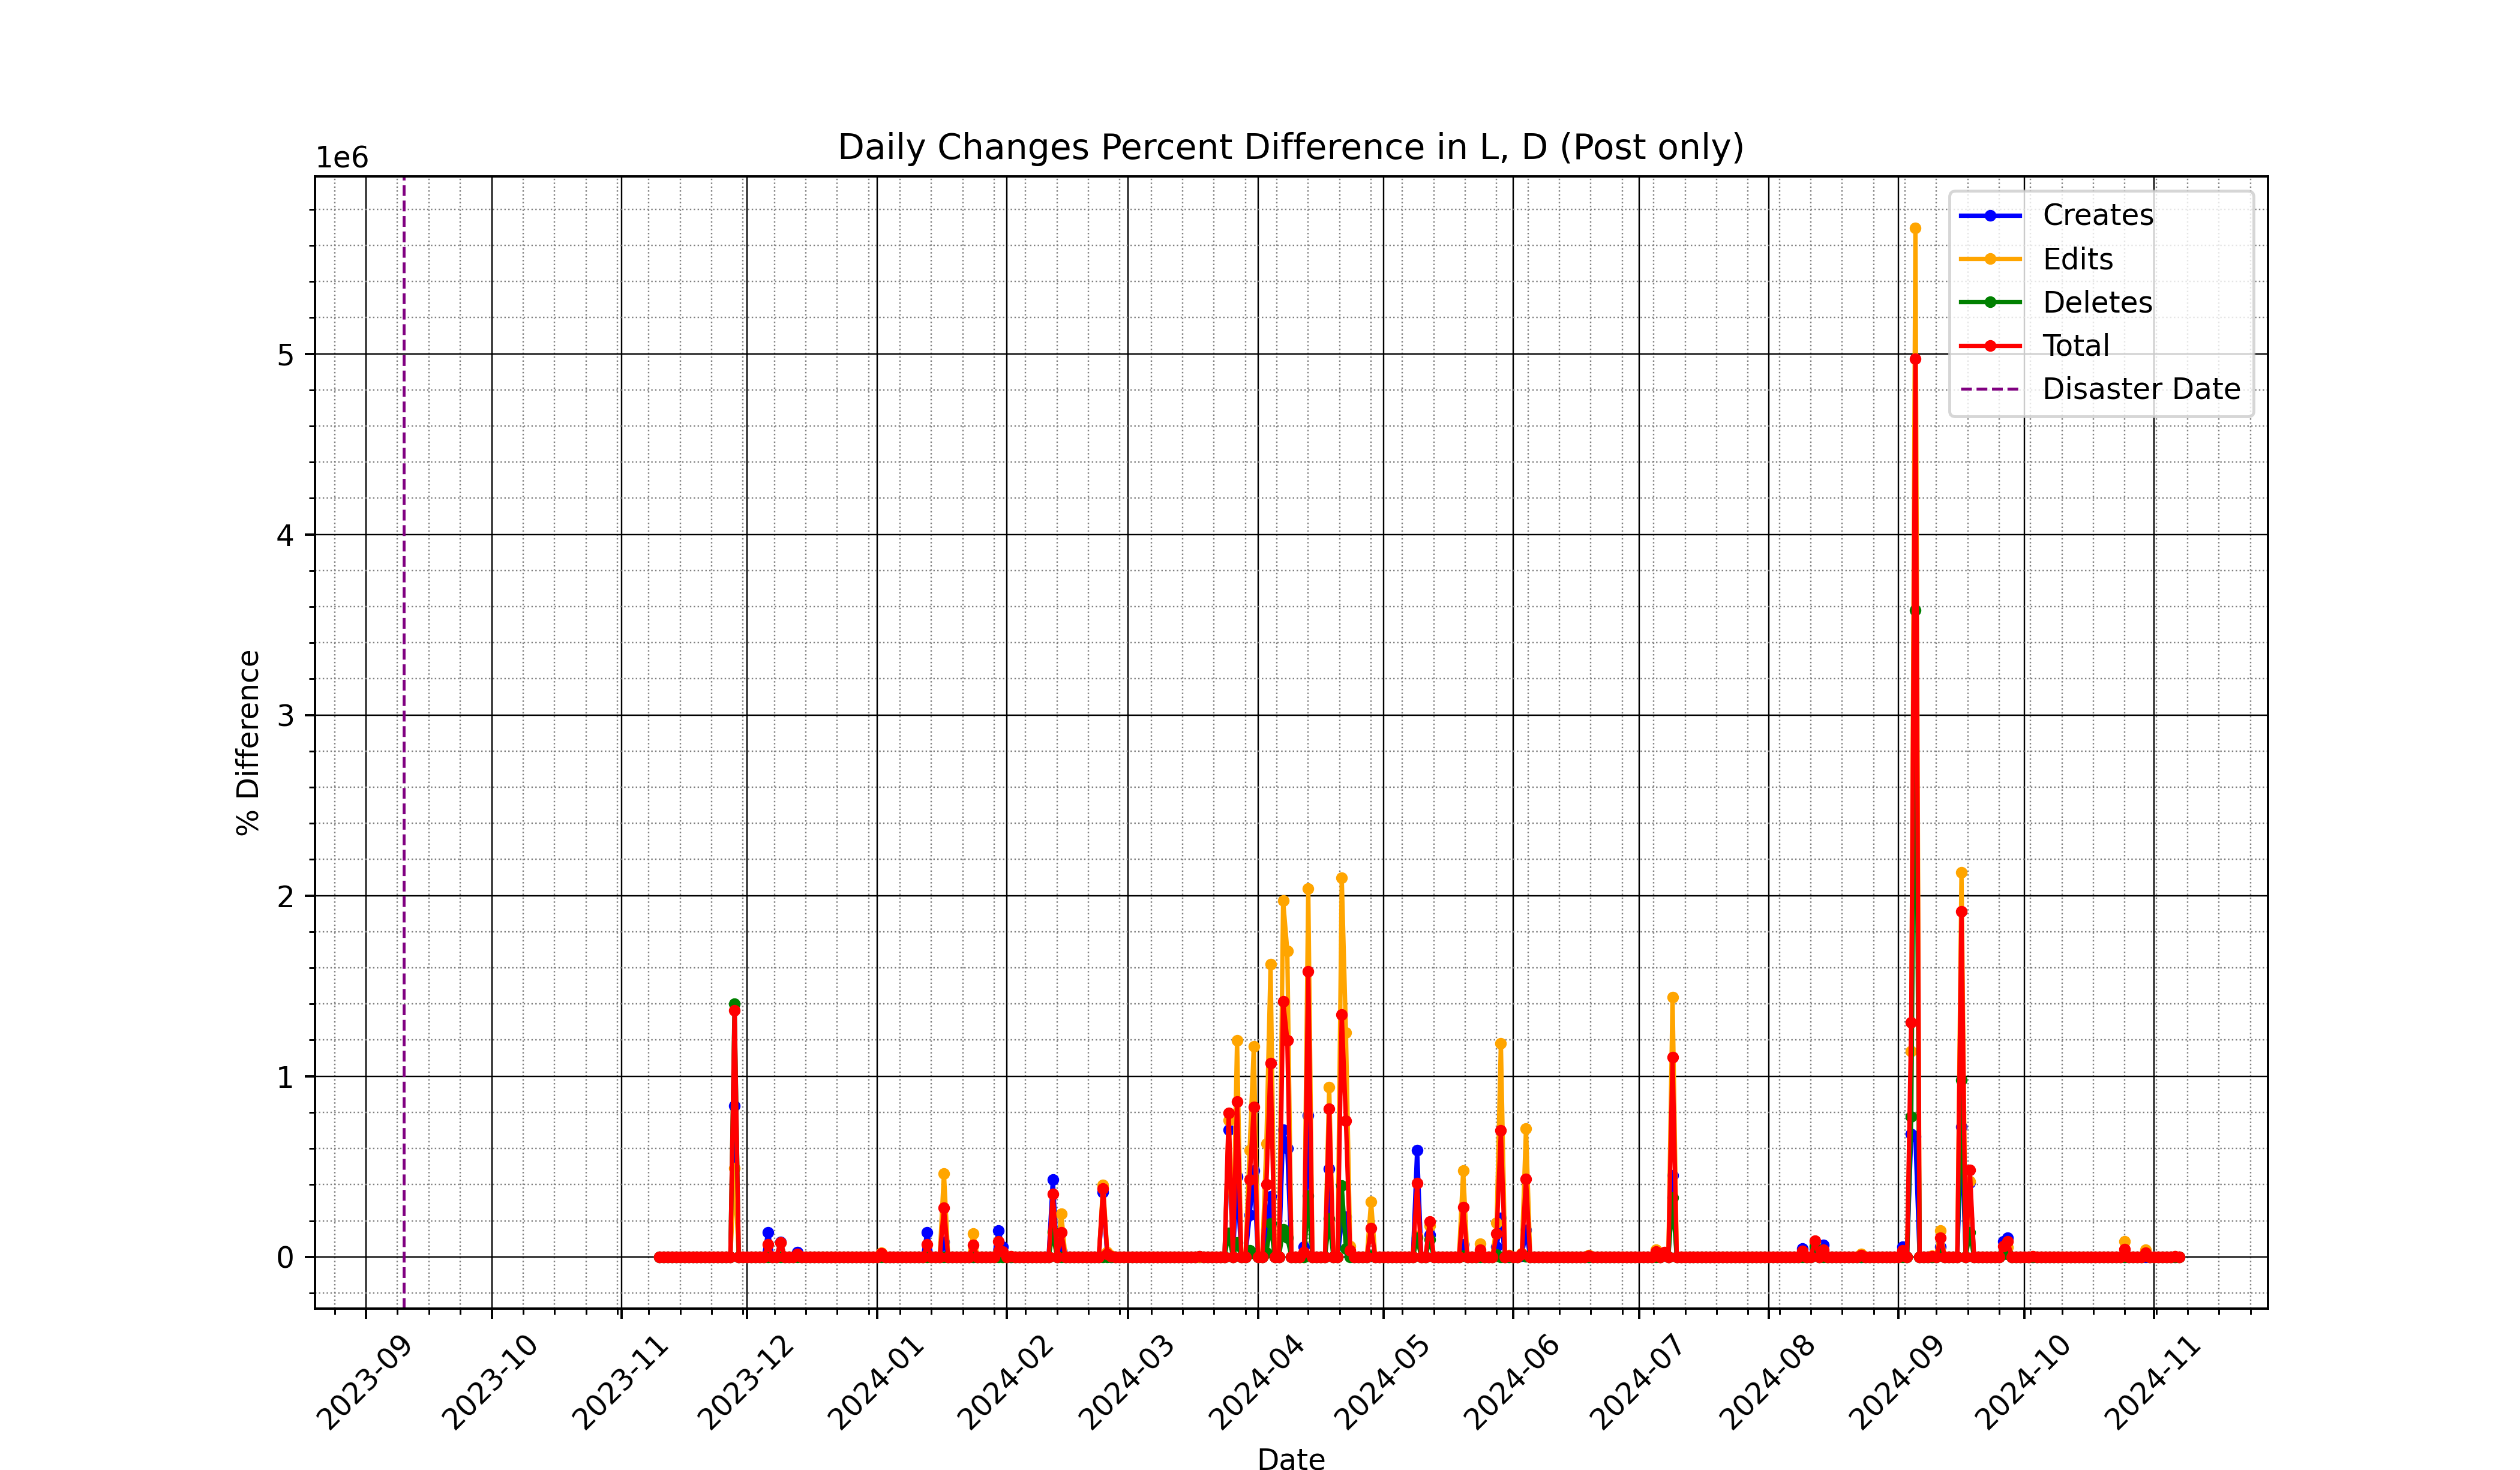 Daily Changes Percent Difference in L, D (Post only)
1e6
Creates
Edits
Deletes
Total
Disaster Date
% Difference
5
4
3
2
1
0
2023-09
2023-10
2023-11
2023-12
2024-01
2024-02
2024-03
2024-04
2024-05
2024-06
2024-07
2024-08
2024-09
2024-10
2024-11
Date